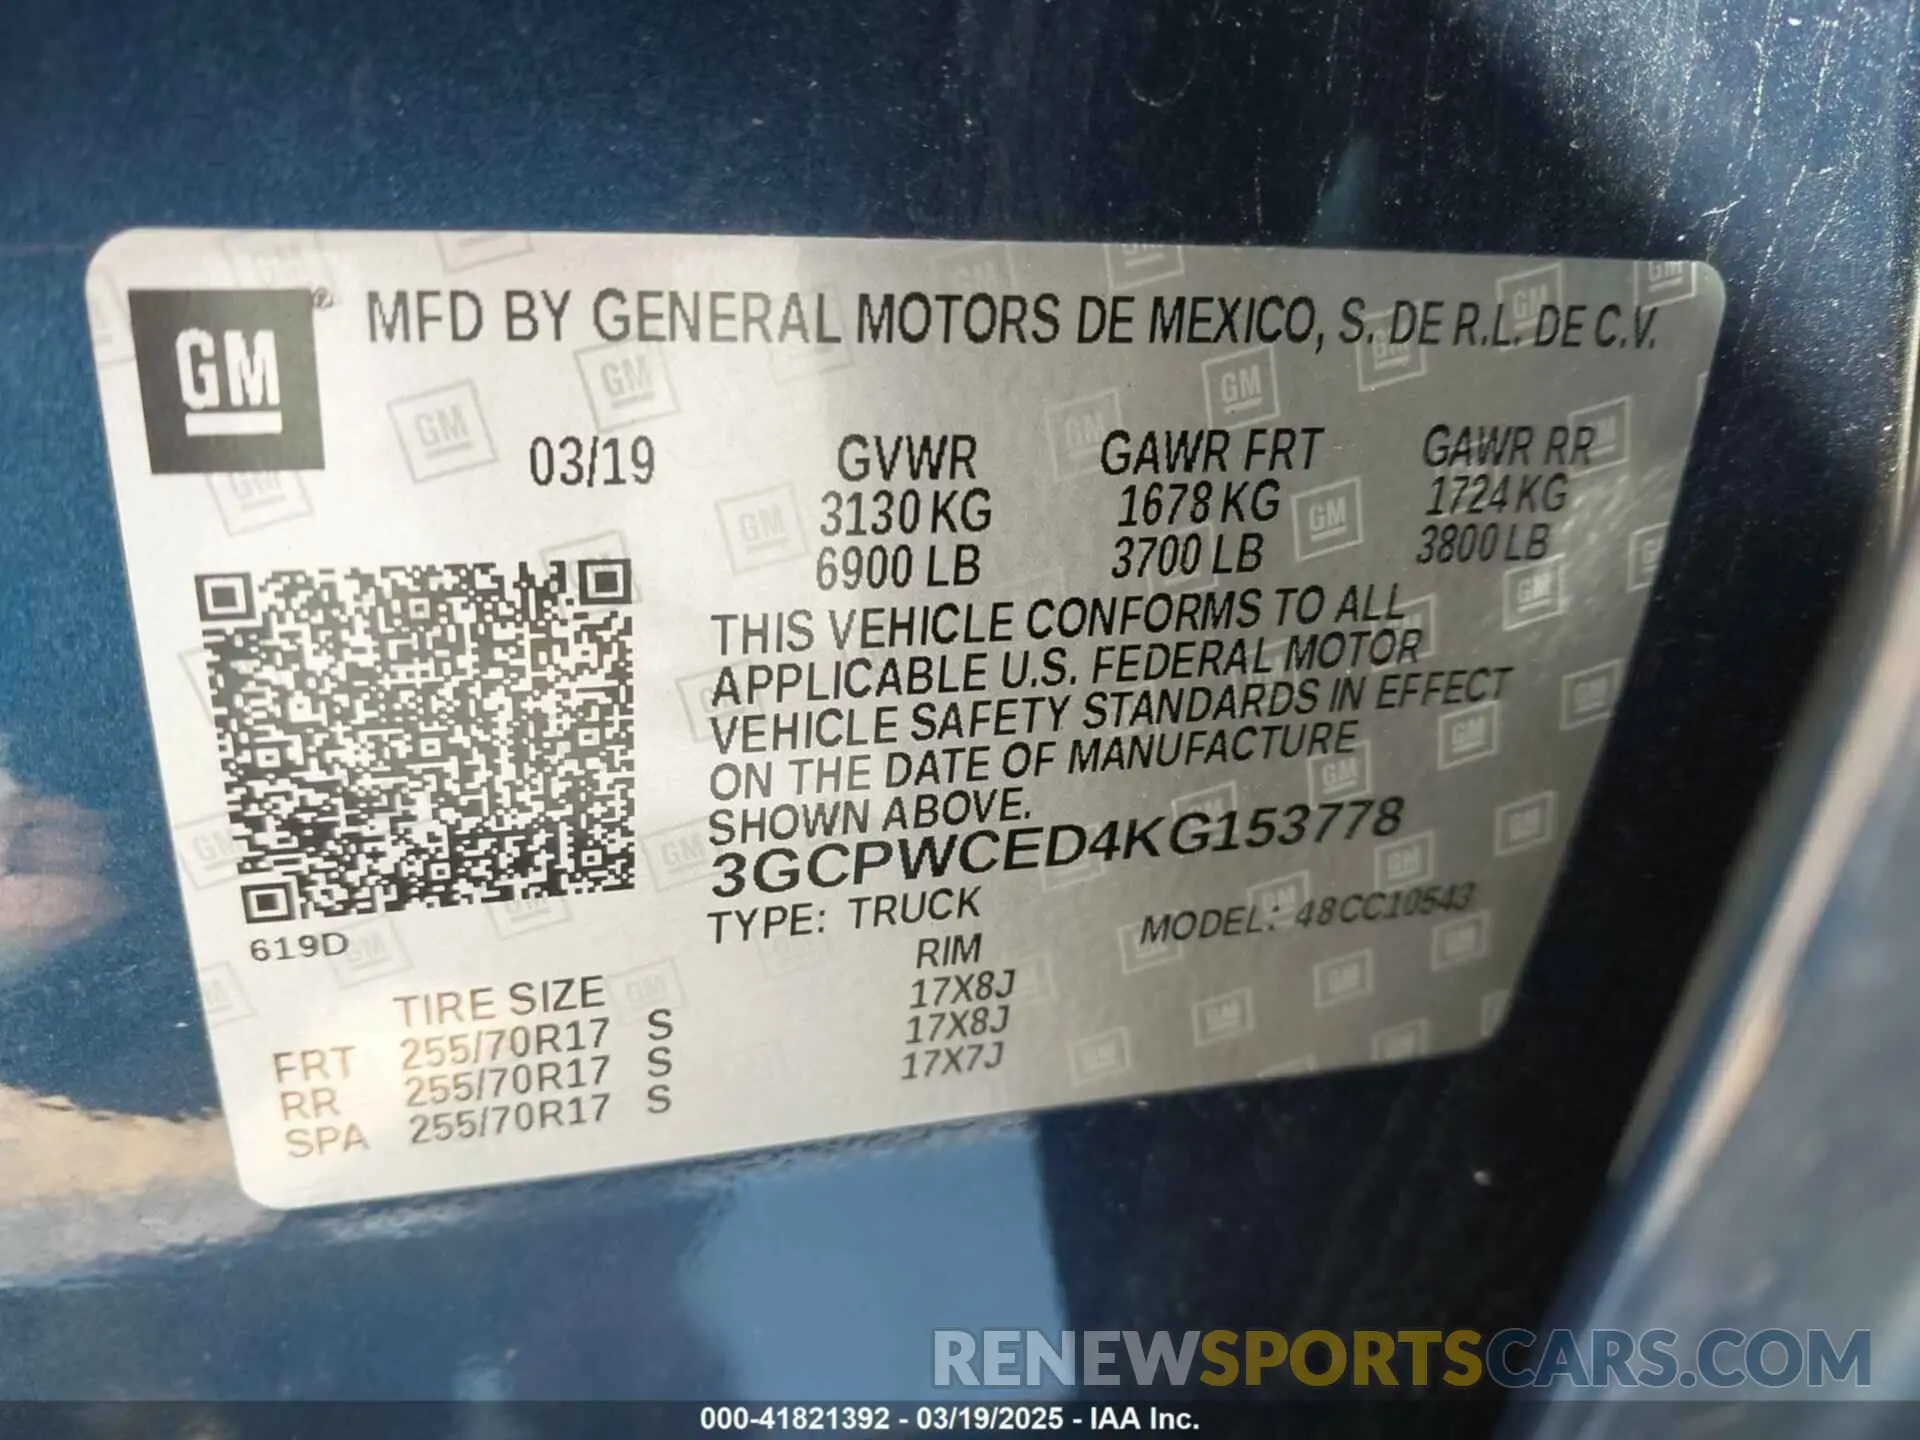 GM ® MFD BY GENERAL MOTORS DE MEXICO, S. DE R.L. DE C.V.
03/19 GVWR GAWR FRT GAWR RR
3130 KG 1678 KG 1724 KG
6900 LB 3700 LB 3800 LB
THIS VEHICLE CONFORMS TO ALL
APPLICABLE U.S. FEDERAL MOTOR
VEHICLE SAFETY STANDARDS IN EFFECT
ON THE DATE OF MANUFACTURE
SHOWN ABOVE.
3GCPWCED4KG153778
TYPE: TRUCK MODEL: 48CC10543
619D
TIRE SIZE RIM
FRT 255/70R17 S 17X8J
RR 255/70R17 S 17X8J
SPA 255/70R17 S 17X7J
RENEWSPORTSCARS.COM
000-41821392 - 03/19/2025 - IAA Inc.